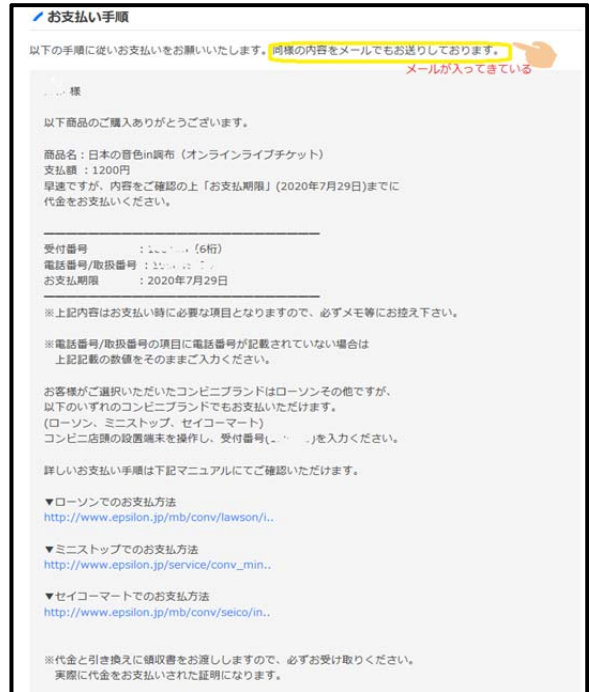 お支払い手順
以下の手順に従いお支払いをお願いいたします。同様の内容をメールでもお送りしております。
メールが入ってきている
様
以下商品のご購入ありがとうございます。
商品名：日本の音色in調布（オンラインライブチケット）
支払額 ：1200円
早速ですが、内容をご確認の上「お支払期限」(2020年7月29日)までに
代金をお支払いください。
受付番号 ： (6桁)
電話番号/取扱番号 ：
お支払期限 ：2020年7月29日
※上記内容はお支払い時に必要な項目となりますので、必ずメモ等にお控え下さい。
※電話番号/取扱番号の項目に電話番号が記載されていない場合は
上記記載の数値をそのままご入力ください。
お客様がご選択いただいたコンビニブランドはローソンその他ですが、
以下のいずれのコンビニブランドでもお支払いただけます。
(ローソン、ミニストップ、セイコーマート)
コンビニ店頭の設置端末を操作し、受付番号( )を入力ください。
詳しいお支払い手順は下記マニュアルにてご確認いただけます。
▼ローソンでのお支払方法
http://www.epsilon.jp/mb/conv/lawson/i..
▼ミニストップでのお支払方法
http://www.epsilon.jp/service/conv_min..
▼セイコーマートでのお支払方法
http://www.epsilon.jp/mb/conv/seico/in..
※代金と引き換えに領収書をお渡ししますので、必ずお受け取りください。
実際に代金をお支払いされた証明になります。